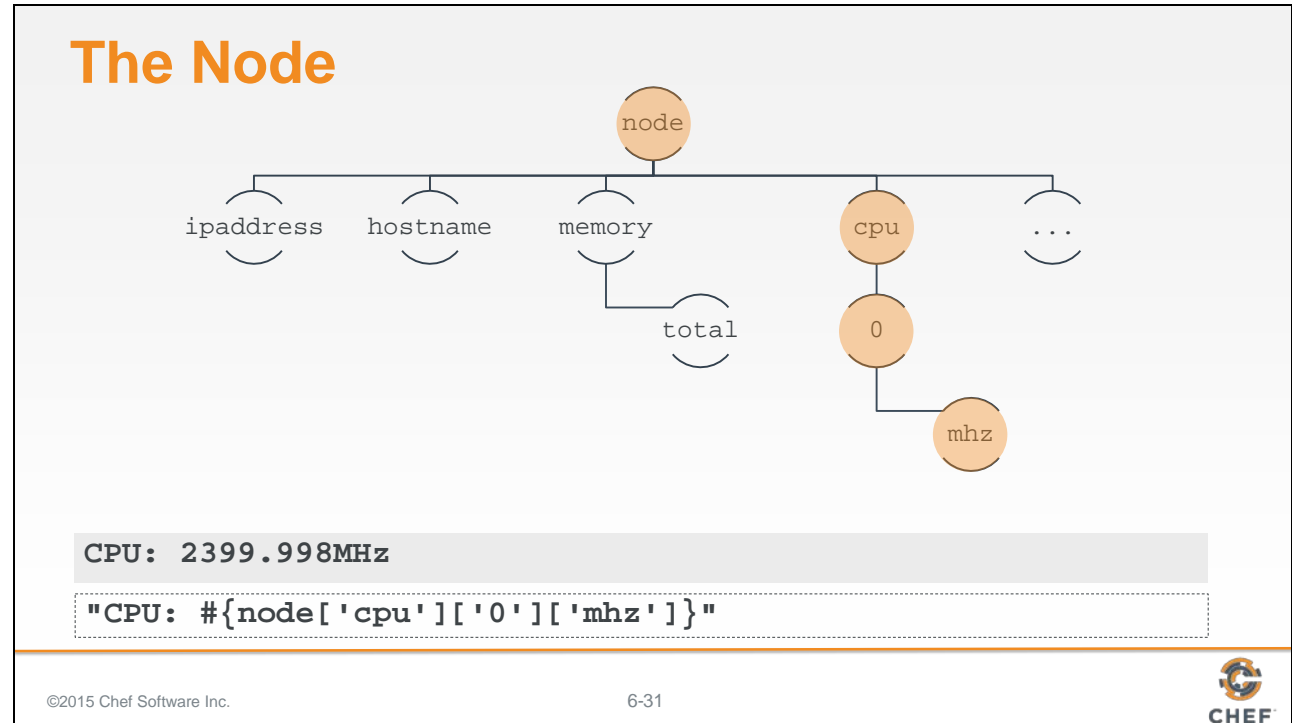 The Node
node
ipaddress hostname memory cpu ...
total 0
mhz
CPU: 2399.998MHz
"CPU: #{node['cpu']['0']['mhz']}"
©2015 Chef Software Inc. 6-31
CHEF